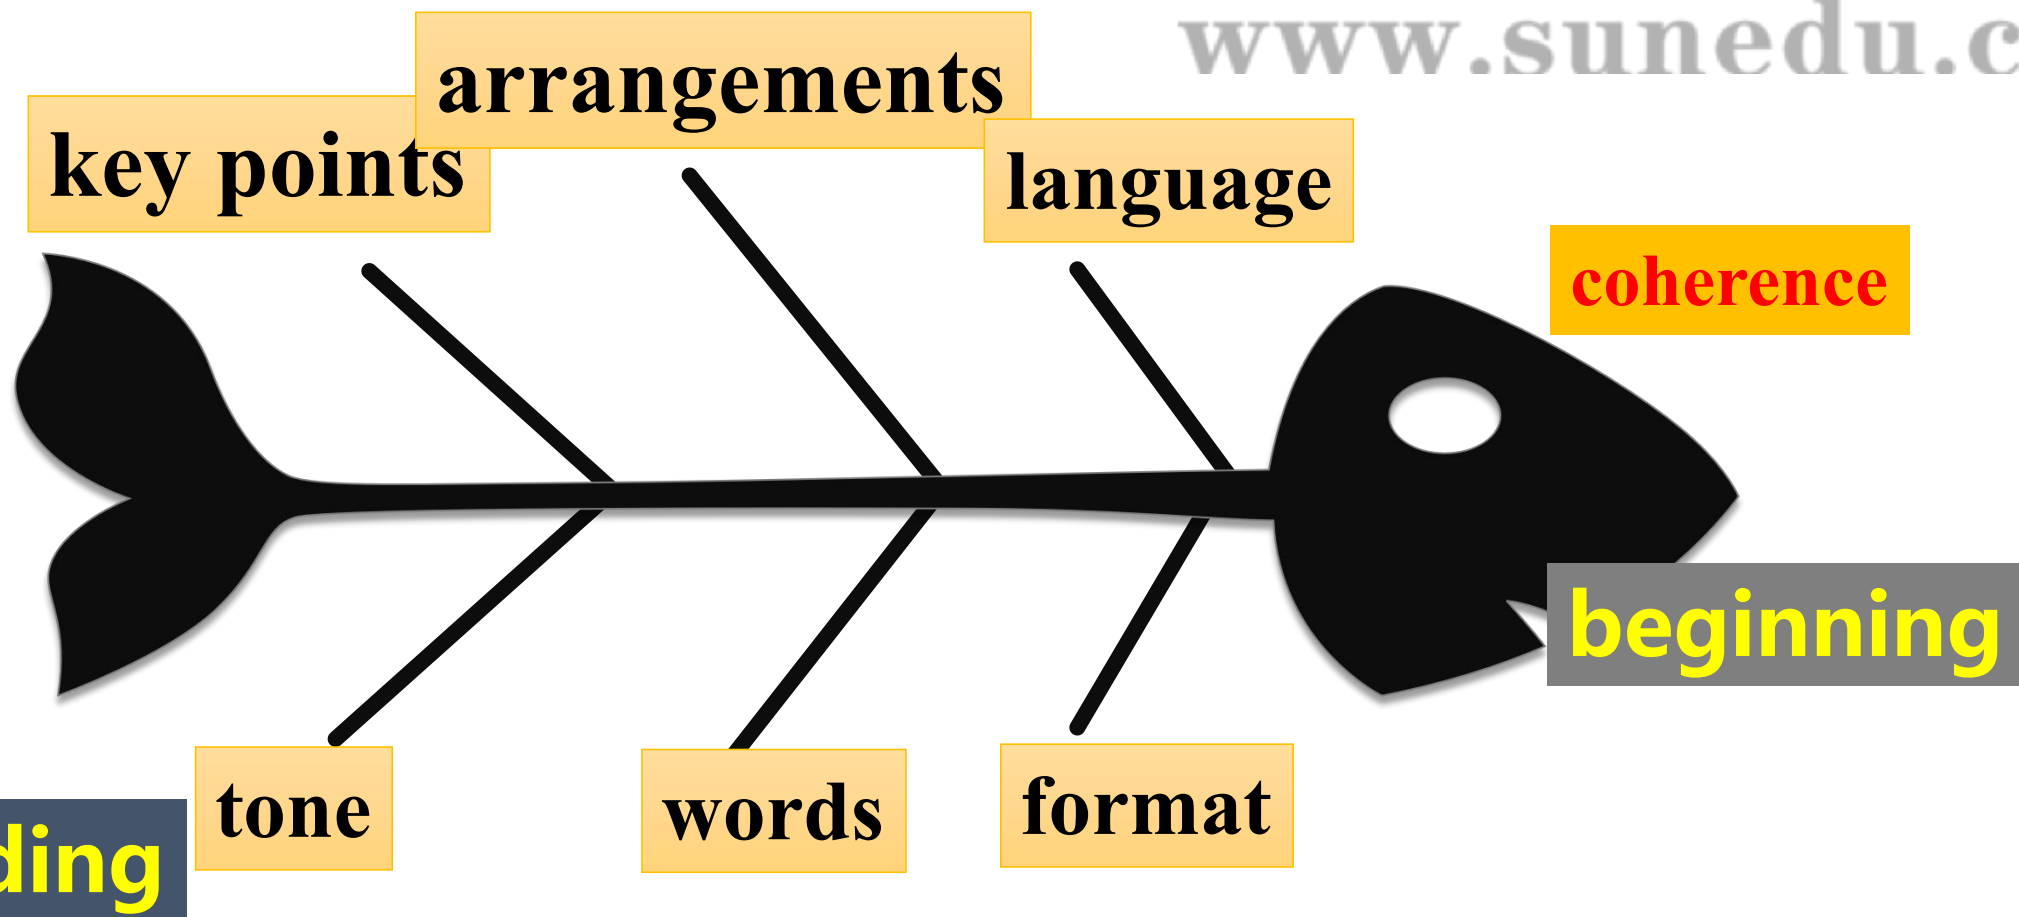 www.sunedu.c
arrangements
key points
language
coherence
beginning
tone
words
format
ding